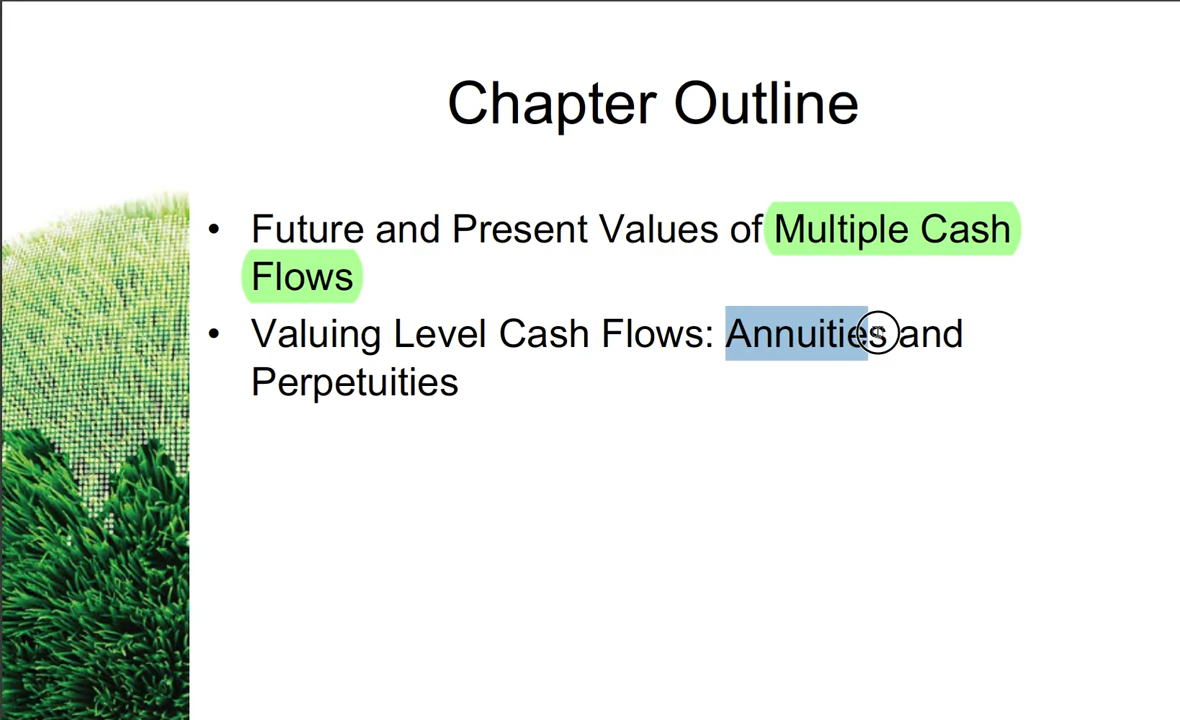 Chapter Outline
• Future and Present Values of Multiple Cash
Flows
• Valuing Level Cash Flows: Annuities and
Perpetuities